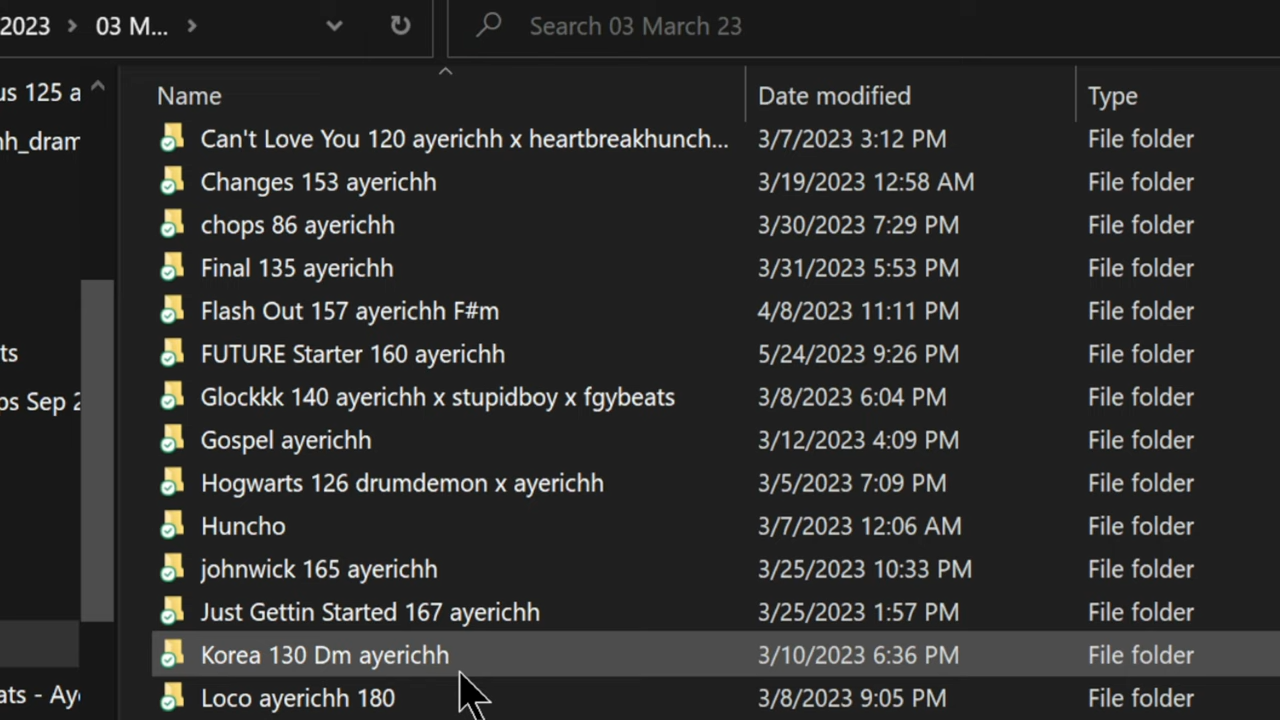 2023 > 03 M... >
Search 03 March 23
us 125 a
nh_dram
ts
ps Sep 2
ats - Ay
Name Date modified Type
Can't Love You 120 ayerichh x heartbreakhunch... 3/7/2023 3:12 PM File folder
Changes 153 ayerichh 3/19/2023 12:58 AM File folder
chops 86 ayerichh 3/30/2023 7:29 PM File folder
Final 135 ayerichh 3/31/2023 5:53 PM File folder
Flash Out 157 ayerichh F#m 4/8/2023 11:11 PM File folder
FUTURE Starter 160 ayerichh 5/24/2023 9:26 PM File folder
Glockkk 140 ayerichh x stupidboy x fgybeats 3/8/2023 6:04 PM File folder
Gospel ayerichh 3/12/2023 4:09 PM File folder
Hogwarts 126 drumdemon x ayerichh 3/5/2023 7:09 PM File folder
Huncho 3/7/2023 12:06 AM File folder
johnwick 165 ayerichh 3/25/2023 10:33 PM File folder
Just Gettin Started 167 ayerichh 3/25/2023 1:57 PM File folder
Korea 130 Dm ayerichh 3/10/2023 6:36 PM File folder
Loco ayerichh 180 3/8/2023 9:05 PM File folder